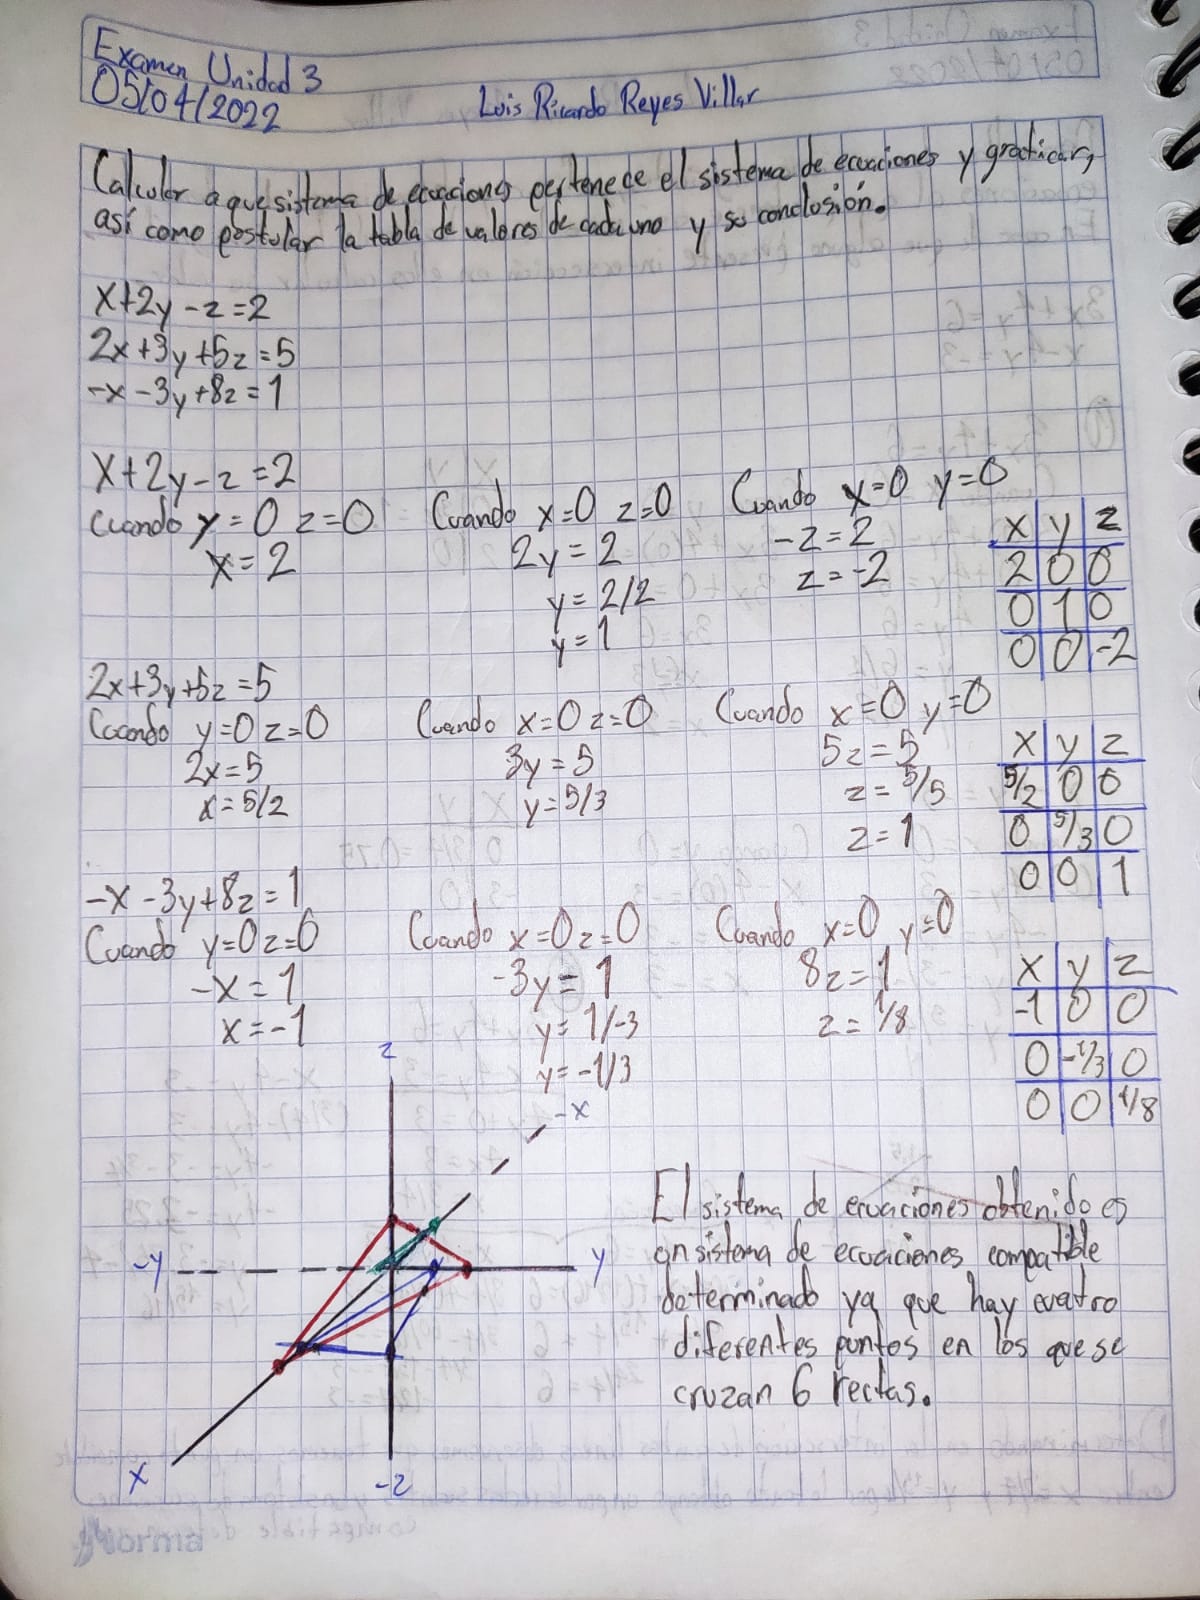 Examen Unidad 3
05/04/2022
Luis Ricardo Reyes Villar
Calcular a que sistema de ecuaciones pertenece el sistema de ecuaciones y graficar,
así como postular la tabla de valores de cada uno y su conclusión.
x+2y-z=2
2x+3y+5z=5
-x-3y+8z=1
x+2y-z=2
Cuando y=0 z=0
x=2
Cuando x=0 z=0
2y=2
y=2/2
y=1
Cuando x=0 y=0
-z=2
z=-2
x y z
2 0 0
0 1 0
0 0 -2
2x+3y+5z=5
Cuando y=0 z=0
2x=5
x=5/2
Cuando x=0 z=0
3y=5
y=5/3
Cuando x=0 y=0
5z=5
z=5/5
z=1
x y z
5/2 0 0
0 5/3 0
0 0 1
-x-3y+8z=1
Cuando y=0 z=0
-x=1
x=-1
Cuando x=0 z=0
-3y=1
y=1/-3
y=-1/3
Cuando x=0 y=0
8z=1
z=1/8
x y z
-1 0 0
0 -1/3 0
0 0 1/8
z
-x
-y
y
x
-z
El sistema de ecuaciones obtenido es
un sistema de ecuaciones compatible
determinado ya que hay cuatro
diferentes puntos en los que se
cruzan 6 rectas.
Norma